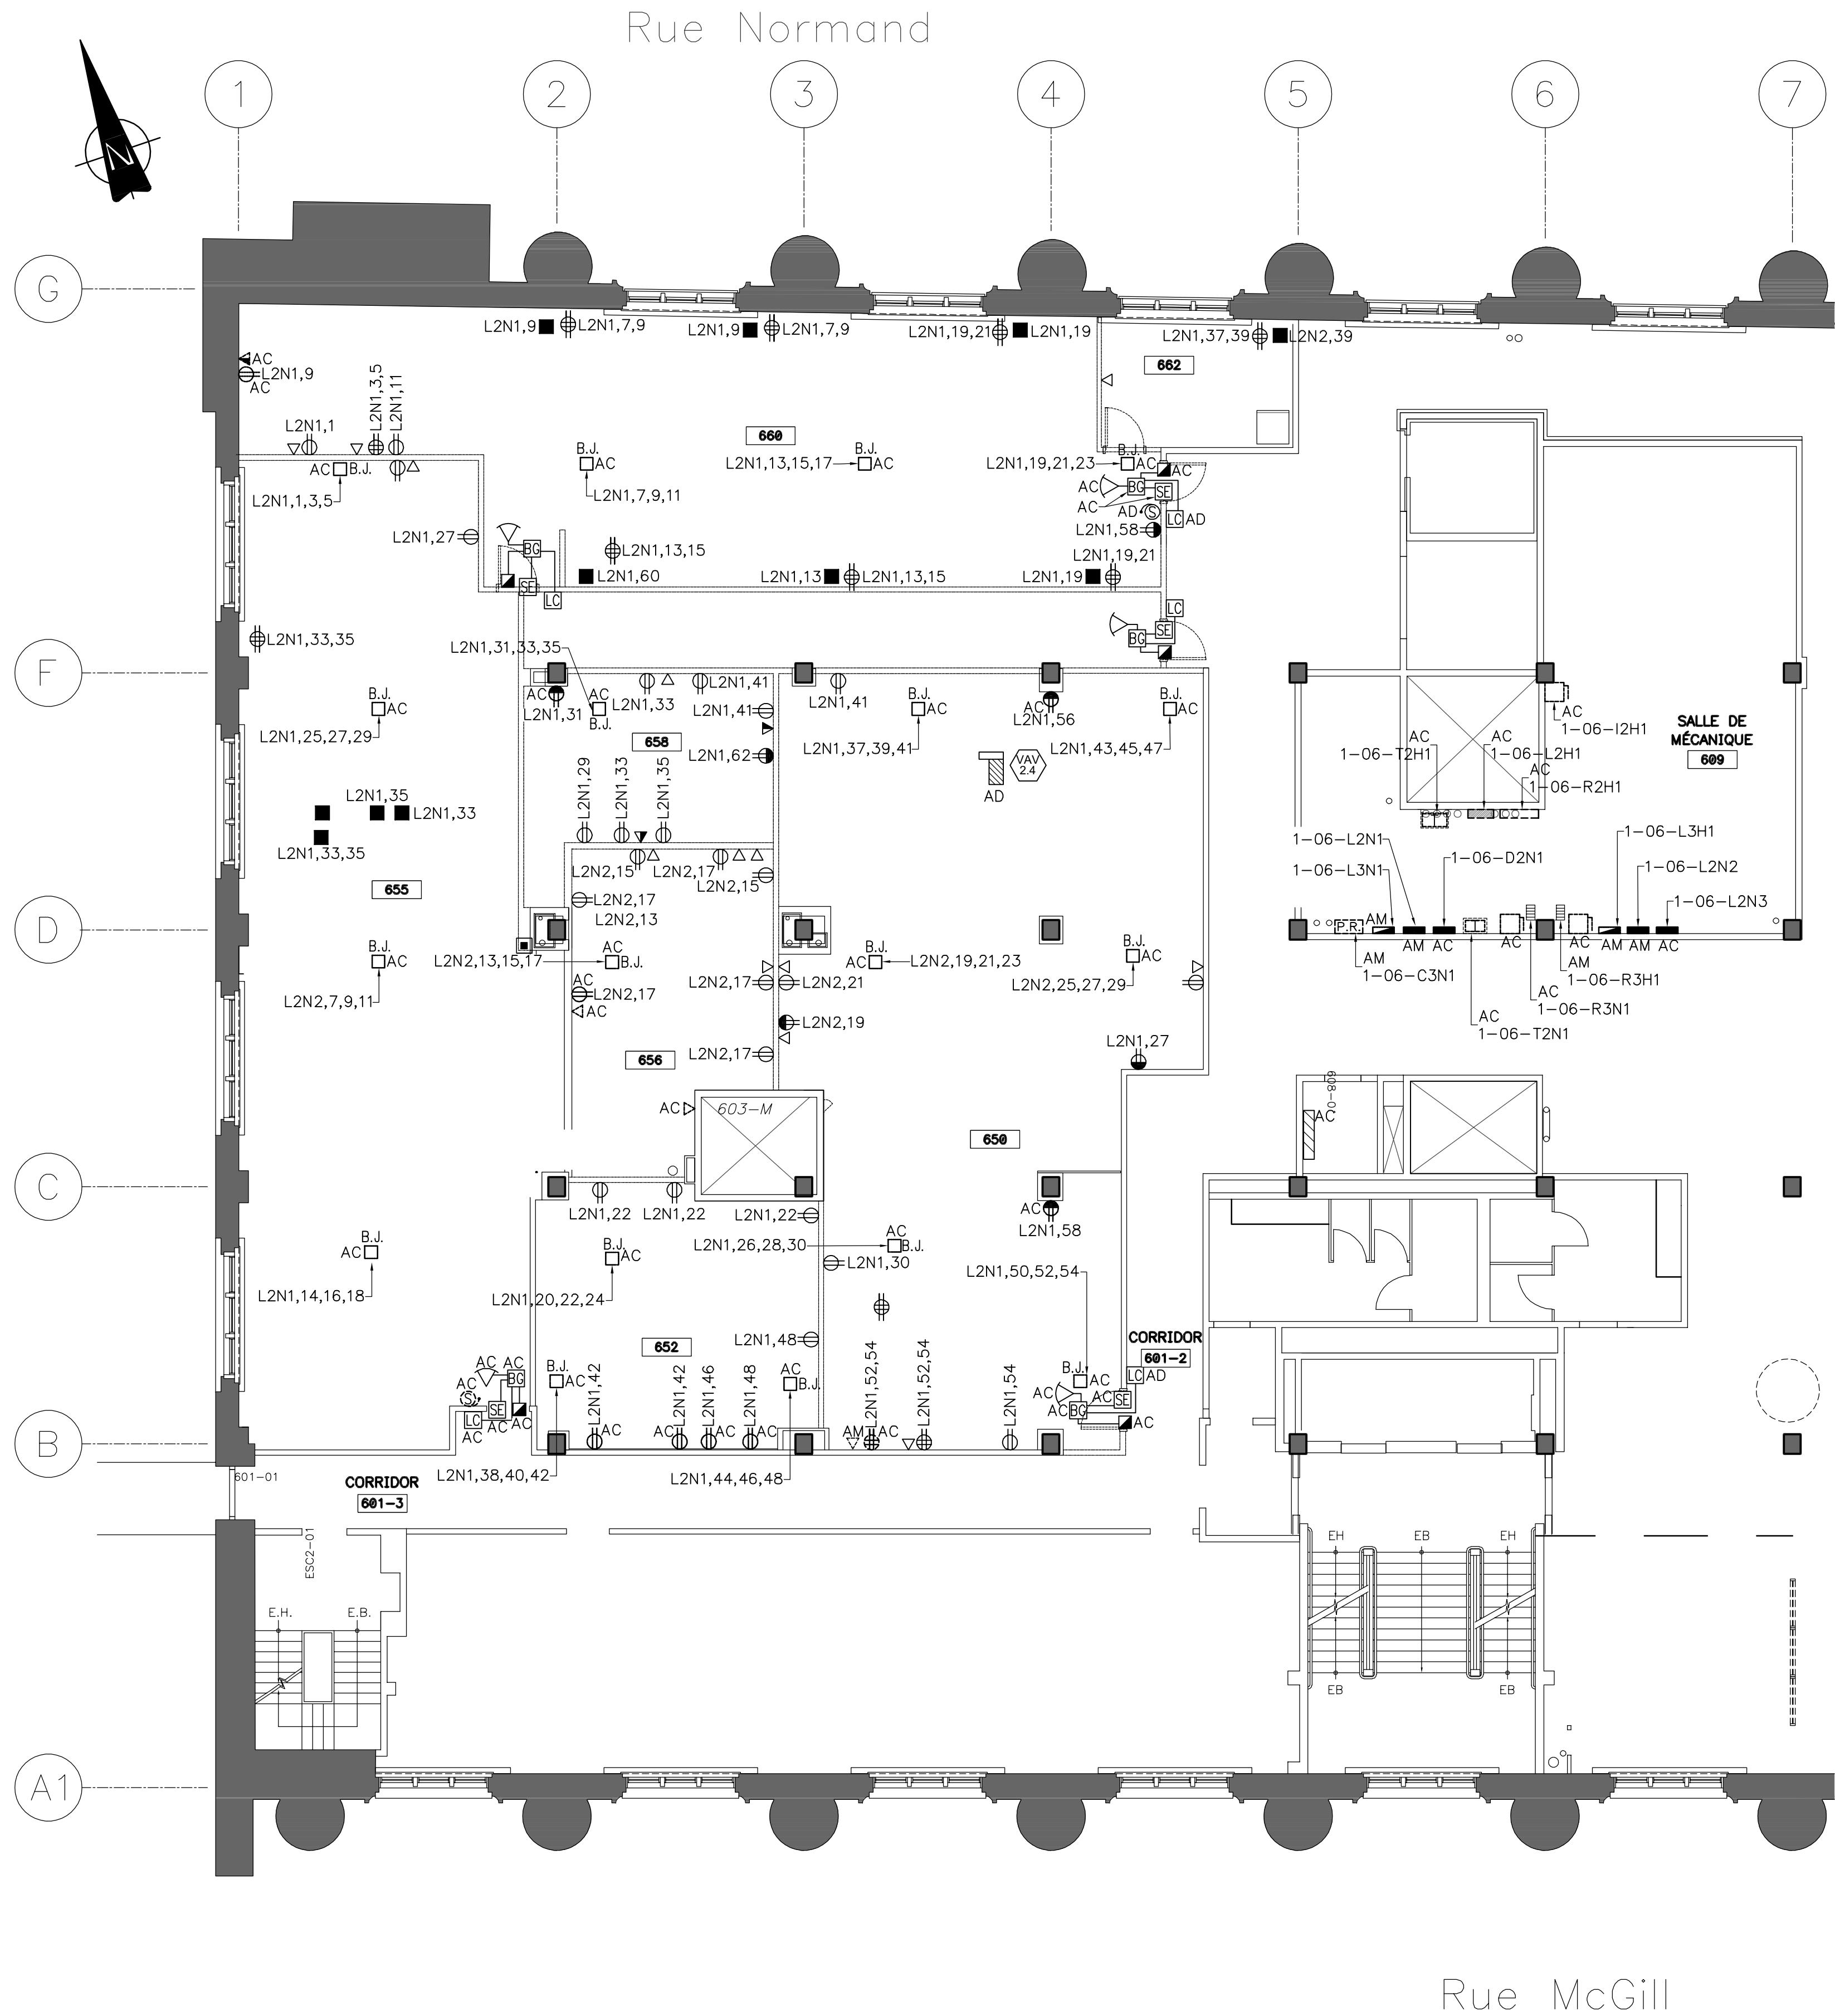 Rue Normand
1 2 3 4 5 6 7
N
G
L2N1,9 L2N1,7,9 L2N1,9 L2N1,7,9 L2N1,19,21 L2N1,19 L2N1,37,39 L2N2,39
AC
L2N1,9
AC
662
L2N1,1 L2N1,3,5 L2N1,11
660
AC B.J.
L2N1,1,3,5
B.J.
AC
L2N1,7,9,11
B.J.
L2N1,13,15,17 AC
B.J.
L2N1,19,21,23 AC
AC
AC BG
AC SE
AD S
LC AD
L2N1,58
L2N1,27
BG
SE
LC
L2N1,13,15
L2N1,60
L2N1,13 L2N1,13,15
L2N1,19,21
L2N1,19
LC
SE
BG
L2N1,33,35
L2N1,31,33,35
F
AC
L2N1,31
AC
B.J.
L2N1,33
L2N1,41
L2N1,41
L2N1,41
B.J.
AC
L2N1,37,39,41
AC
L2N1,56
B.J.
AC
L2N1,43,45,47
B.J.
AC
L2N1,25,27,29
658
L2N1,62
VAV
2.4
AD
AC
1-06-I2H1
SALLE DE
MÉCANIQUE
609
AC
1-06-T2H1
AC
1-06-L2H1
AC
1-06-R2H1
L2N1,29 L2N1,33 L2N1,35
L2N1,35
L2N1,33
L2N1,33,35
655
L2N2,15 L2N2,17
L2N2,15
L2N2,17
L2N2,13
1-06-L2N1
1-06-L3N1
1-06-D2N1
1-06-L3H1
1-06-L2N2
1-06-L2N3
D
P.R. AM
AM AC
AC AC
AM AM AC
AM
1-06-C3N1
AM
1-06-R3H1
AC
1-06-R3N1
AC
1-06-T2N1
B.J.
AC
L2N2,7,9,11
AC
L2N2,13,15,17 B.J.
AC
L2N2,17
AC
L2N2,17
L2N2,21
B.J.
AC
L2N2,19,21,23
B.J.
AC
L2N2,25,27,29
L2N2,19
L2N2,17
L2N1,27
656
AC
603-M
650
608-0
AC
C
L2N1,22 L2N1,22 L2N1,22
AC
L2N1,58
B.J.
AC
L2N1,14,16,18
B.J.
AC
L2N1,20,22,24
AC
L2N1,26,28,30 B.J.
L2N1,30
L2N1,50,52,54
652
L2N1,48
CORRIDOR
601-2
AC AC
BG
AC
S
SE
LC AC AC
AC
B.J.
AC
L2N1,42
AC
L2N1,42
AC
L2N1,46
L2N1,48
AC
AC
B.J.
L2N1,52,54
AM AC
L2N1,52,54
L2N1,54
B.J.
AC
AC
AC BG
AC SE
LC AD
AC
B
L2N1,38,40,42
L2N1,44,46,48
601-01
CORRIDOR
601-3
ESC2-01
E.H. E.B.
EH EB EH
EB EB
A1
Rue McGill